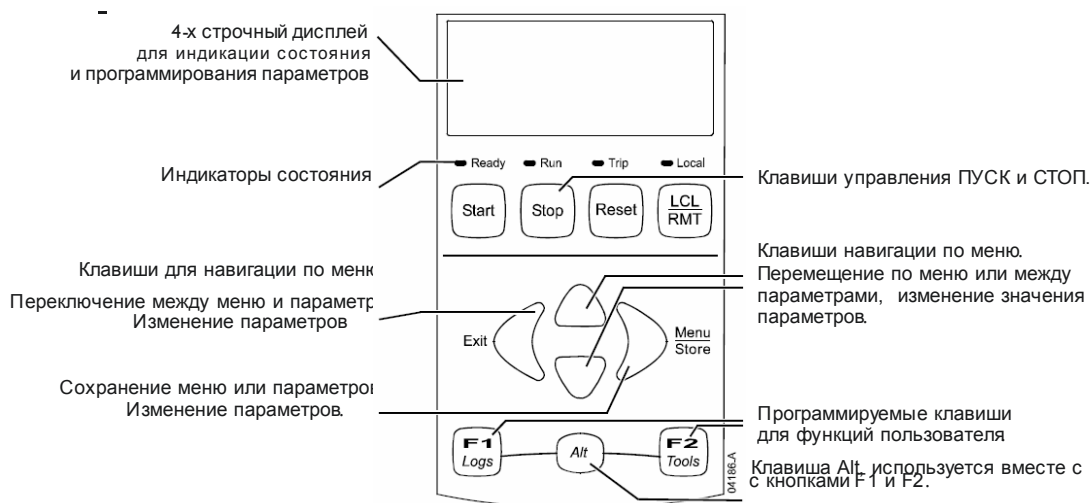 4-х строчный дисплей
для индикации состояния
и программирования параметров
Ready Run Trip Local
Индикаторы состояния
Клавиши управления ПУСК и СТОП.
Start Stop Reset LCL
RMT
Клавиши для навигации по меню
Переключение между меню и параметр
Изменение параметров
Клавиши навигации по меню.
Перемещение по меню или между
параметрами, изменение значения
параметров.
Exit
Menu
Store
Сохранение меню или параметров
Изменение параметров.
F1
Logs
Alt
F2
Tools
04186.A
Программируемые клавиши
для функций пользователя
Клавиша Alt, используется вместе с
с кнопками F1 и F2.